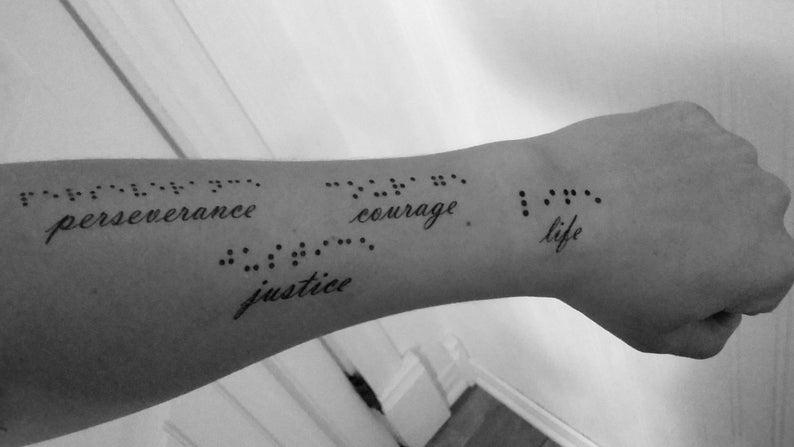 ⠏⠑⠗⠎⠑⠧⠑⠗⠁⠝⠉⠑
perseverance
⠉⠕⠥⠗⠁⠛⠑
courage
⠇⠊⠋⠑
life
⠚⠥⠎⠞⠊⠉⠑
justice